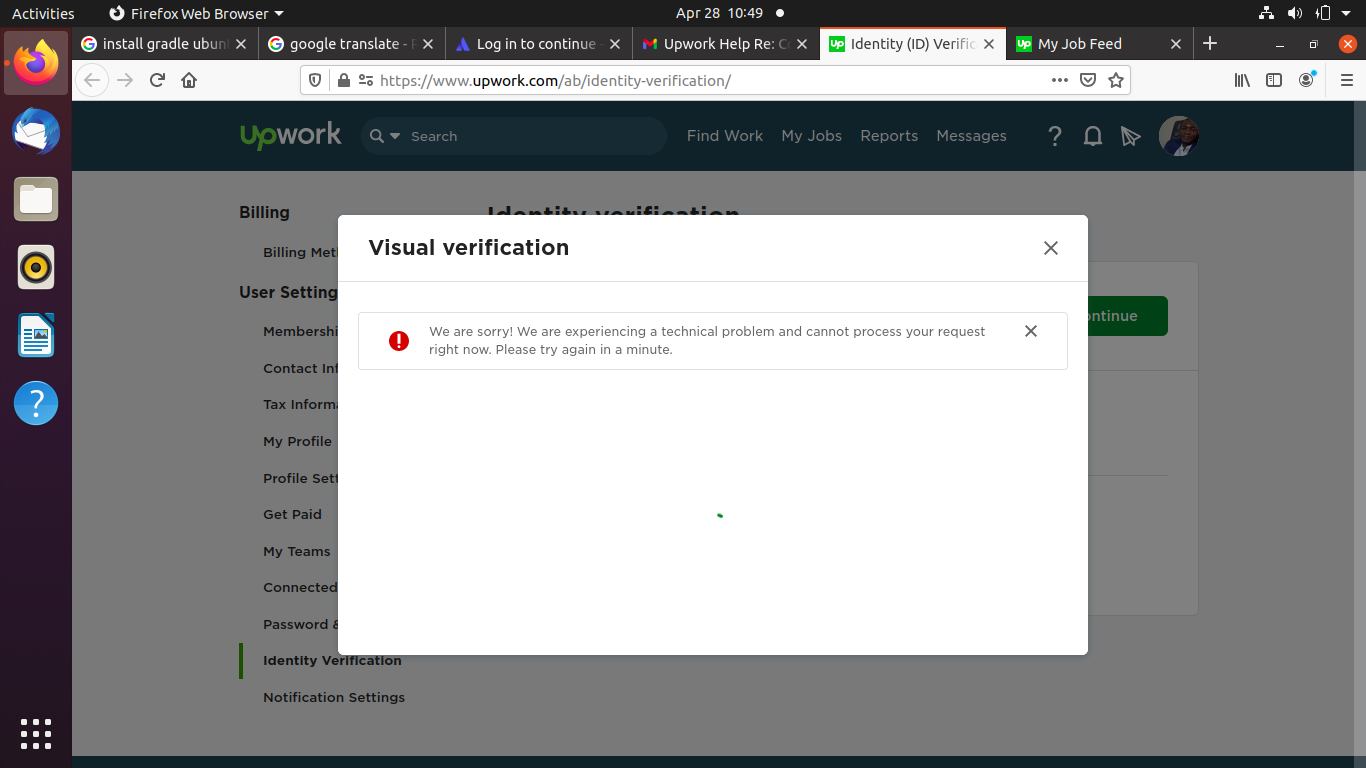 Activities
Firefox Web Browser
Apr 28 10:49
install gradle ubun
google translate - 
Log in to continue -
Upwork Help Re: C
Identity (ID) Verific
My Job Feed
https://www.upwork.com/ab/identity-verification/
upwork
Search
Find Work
My Jobs
Reports
Messages
Billing
Identity verification
Billing Met
User Setting
Visual verification
We are sorry! We are experiencing a technical problem and cannot process your request
right now. Please try again in a minute.
ontinue
Membershi
Contact Inf
Tax Informa
My Profile
Profile Sett
Get Paid
My Teams
Connected
Password &
Identity Verification
Notification Settings